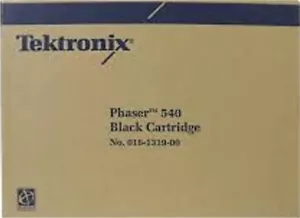 Tektronix®
Phaser™ 540
Black Cartridge
No. 016-1319-00